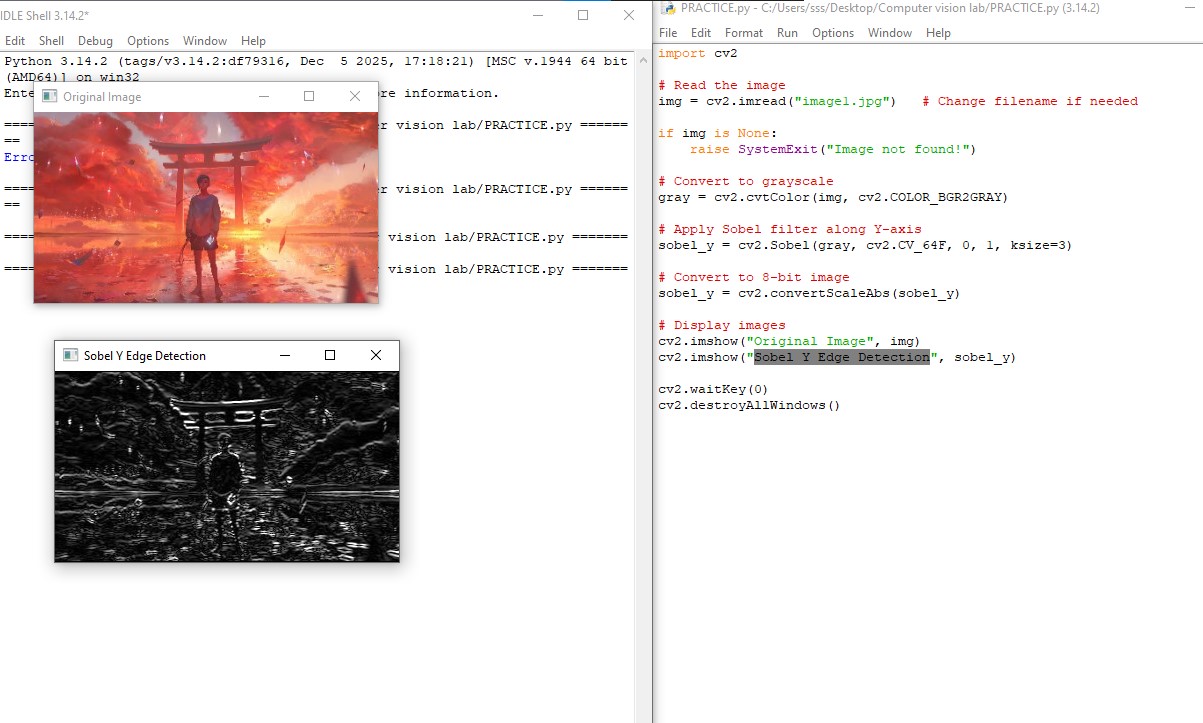 IDLE Shell 3.14.2*
Edit Shell Debug Options Window Help
Python 3.14.2 (tags/v3.14.2:df79316, Dec 5 2025, 17:18:21) [MSC v.1944 64 bit
(AMD64)] on win32
Ente
re information.
====
r vision lab/PRACTICE.py =======
==
Erro
====
r vision lab/PRACTICE.py =======
==
====
vision lab/PRACTICE.py =======
====
vision lab/PRACTICE.py =======
Original Image
Sobel Y Edge Detection
PRACTICE.py - C:/Users/sss/Desktop/Computer vision lab/PRACTICE.py (3.14.2)
File Edit Format Run Options Window Help
import cv2
# Read the image
img = cv2.imread("image1.jpg")   # Change filename if needed
if img is None:
    raise SystemExit("Image not found!")
# Convert to grayscale
gray = cv2.cvtColor(img, cv2.COLOR_BGR2GRAY)
# Apply Sobel filter along Y-axis
sobel_y = cv2.Sobel(gray, cv2.CV_64F, 0, 1, ksize=3)
# Convert to 8-bit image
sobel_y = cv2.convertScaleAbs(sobel_y)
# Display images
cv2.imshow("Original Image", img)
cv2.imshow("Sobel Y Edge Detection", sobel_y)
cv2.waitKey(0)
cv2.destroyAllWindows()